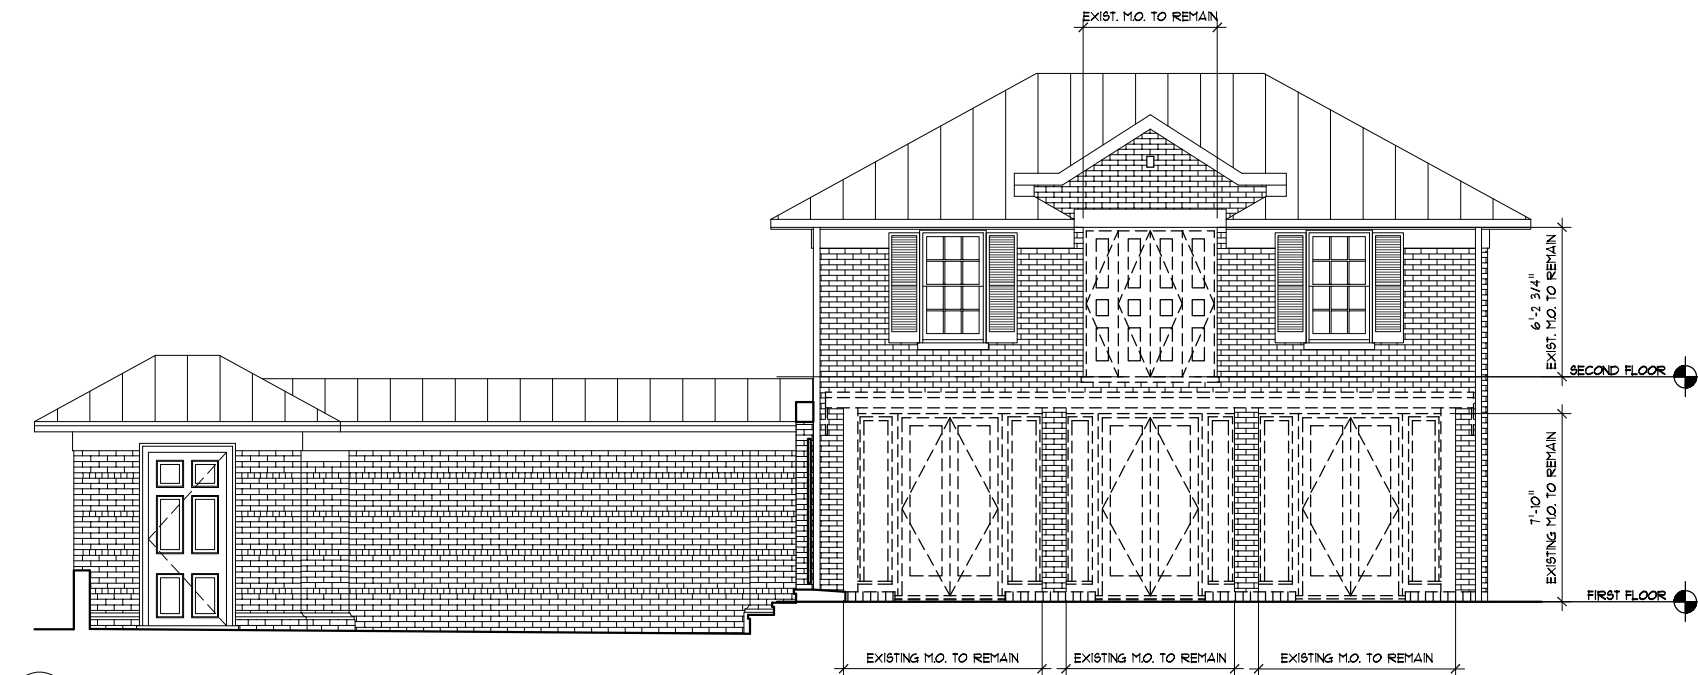 EXIST. M.O. TO REMAIN
6'-2 3/4"
EXIST. M.O. TO REMAIN
SECOND FLOOR
7'-10"
EXISTING M.O. TO REMAIN
FIRST FLOOR
EXISTING M.O. TO REMAIN
EXISTING M.O. TO REMAIN
EXISTING M.O. TO REMAIN